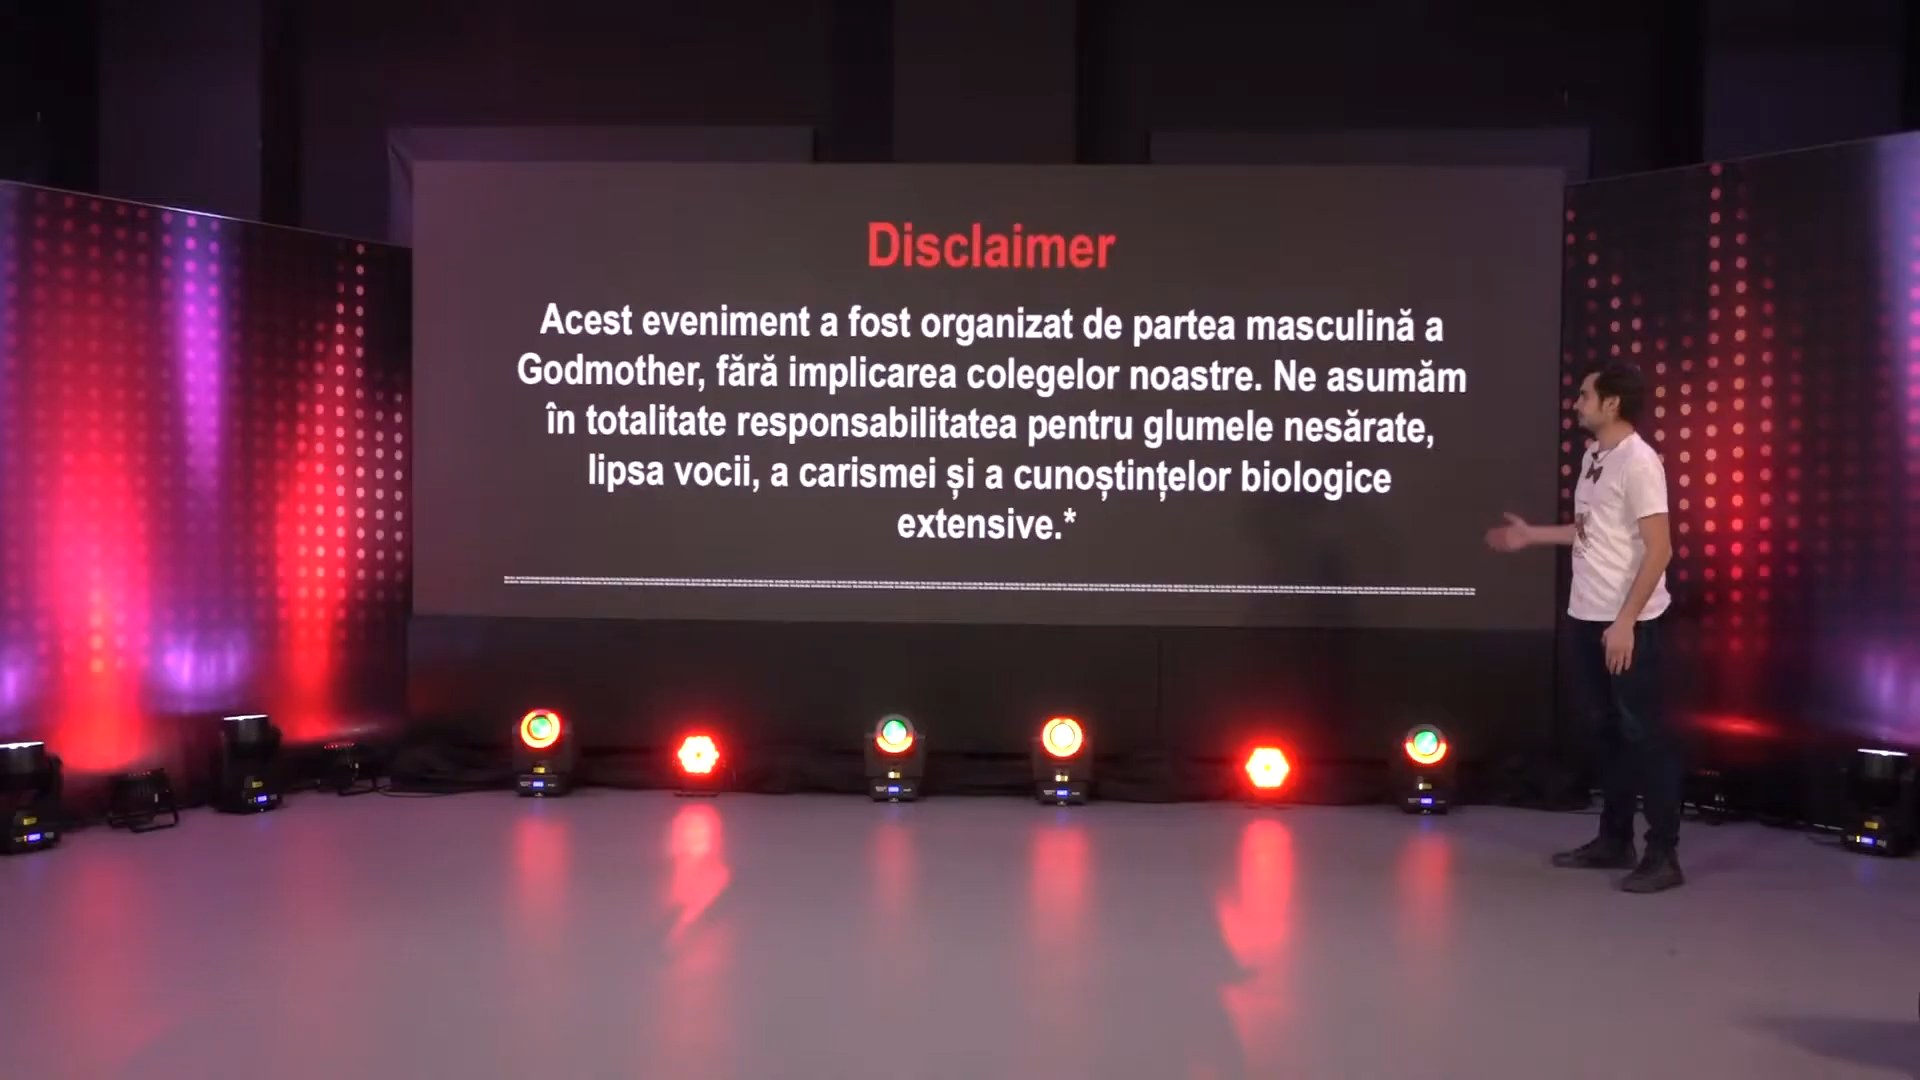 Disclaimer
Acest eveniment a fost organizat de partea masculină a
Godmother, fără implicarea colegelor noastre. Ne asumăm
în totalitate responsabilitatea pentru glumele nesărate,
lipsa vocii, a carismei și a cunoștințelor biologice
extensive.*